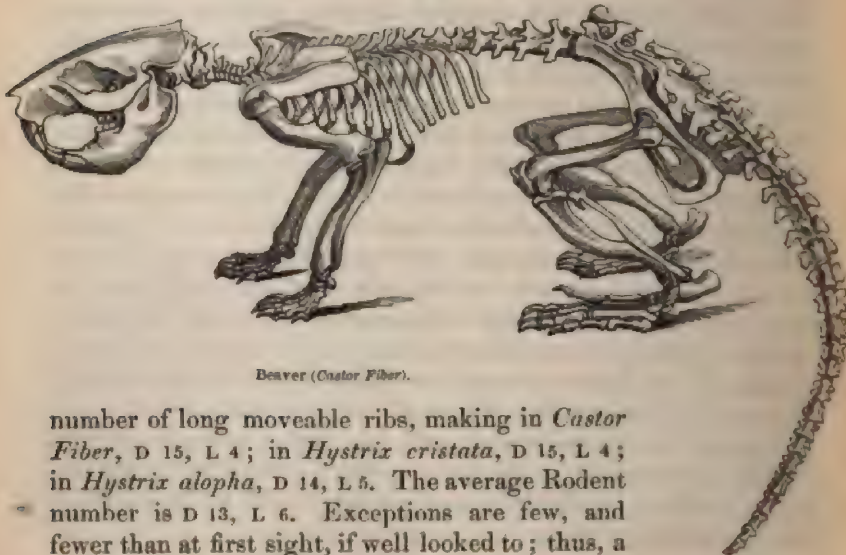 Beaver (Castor Fiber).
number of long moveable ribs, making in Castor
Fiber, D 15, L 4; in Hystrix cristata, D 15, L 4;
in Hystrix alopha, D 14, L 5. The average Rodent
number is D 13, L 6. Exceptions are few, and
fewer than at first sight, if well looked to; thus, a